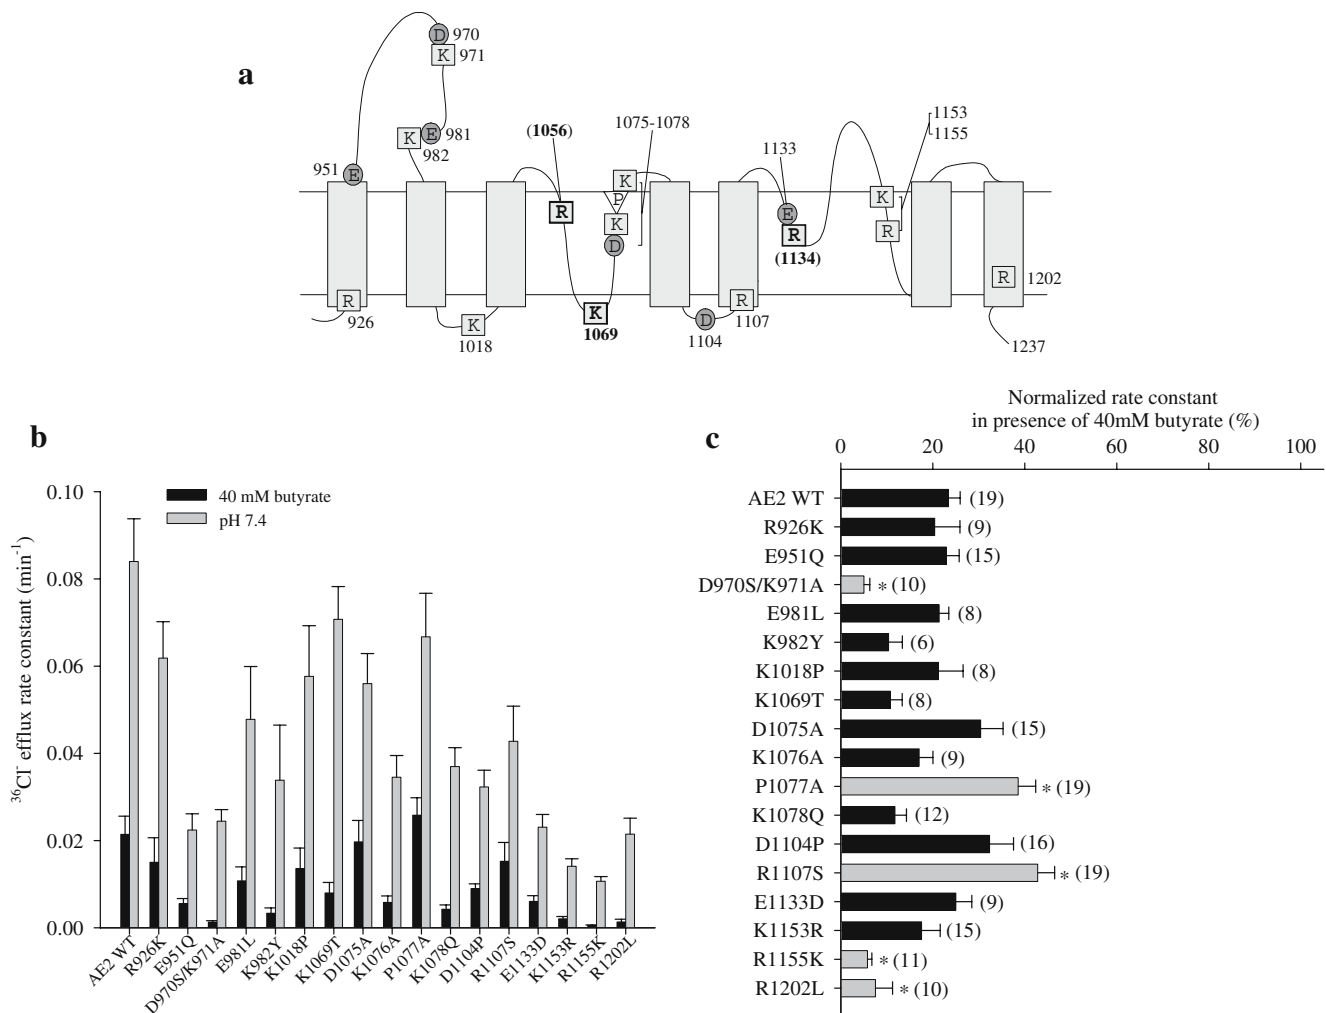 a
D 970
K 971
K E 981
982
951 E
(1056)
1075-1078
1133
1153
1155
K
P
K
D
R
E
R
(1134)
K
R
R 1202
R
926
K
1018
K
1069
D
1104
R
1107
1237
b
40 mM butyrate
pH 7.4
³⁶Cl⁻ efflux rate constant (min⁻¹)
0.10
0.08
0.06
0.04
0.02
0.00
AE2 WT
R926K
E951Q
D970S/K971A
E981L
K982Y
K1018P
K1069T
D1075A
K1076A
P1077A
K1078Q
D1104P
R1107S
E1133D
K1153R
R1155K
R1202L
c
Normalized rate constant
in presence of 40mM butyrate (%)
0 20 40 60 80 100
AE2 WT (19)
R926K (9)
E951Q (15)
D970S/K971A * (10)
E981L (8)
K982Y (6)
K1018P (8)
K1069T (8)
D1075A (15)
K1076A (9)
P1077A * (19)
K1078Q (12)
D1104P (16)
R1107S * (19)
E1133D (9)
K1153R (15)
R1155K * (11)
R1202L * (10)